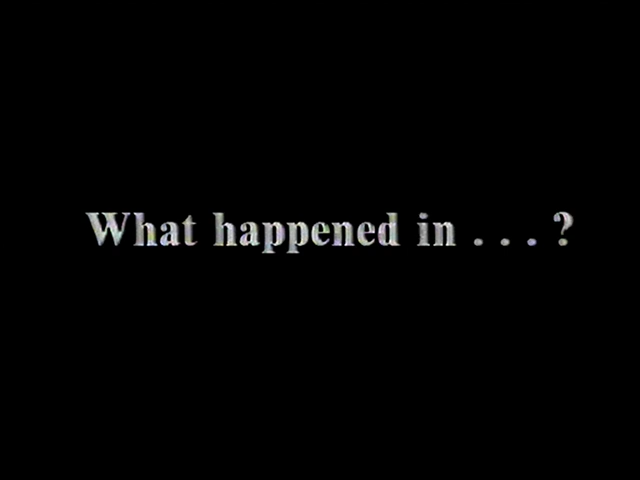 What happened in . . . ?